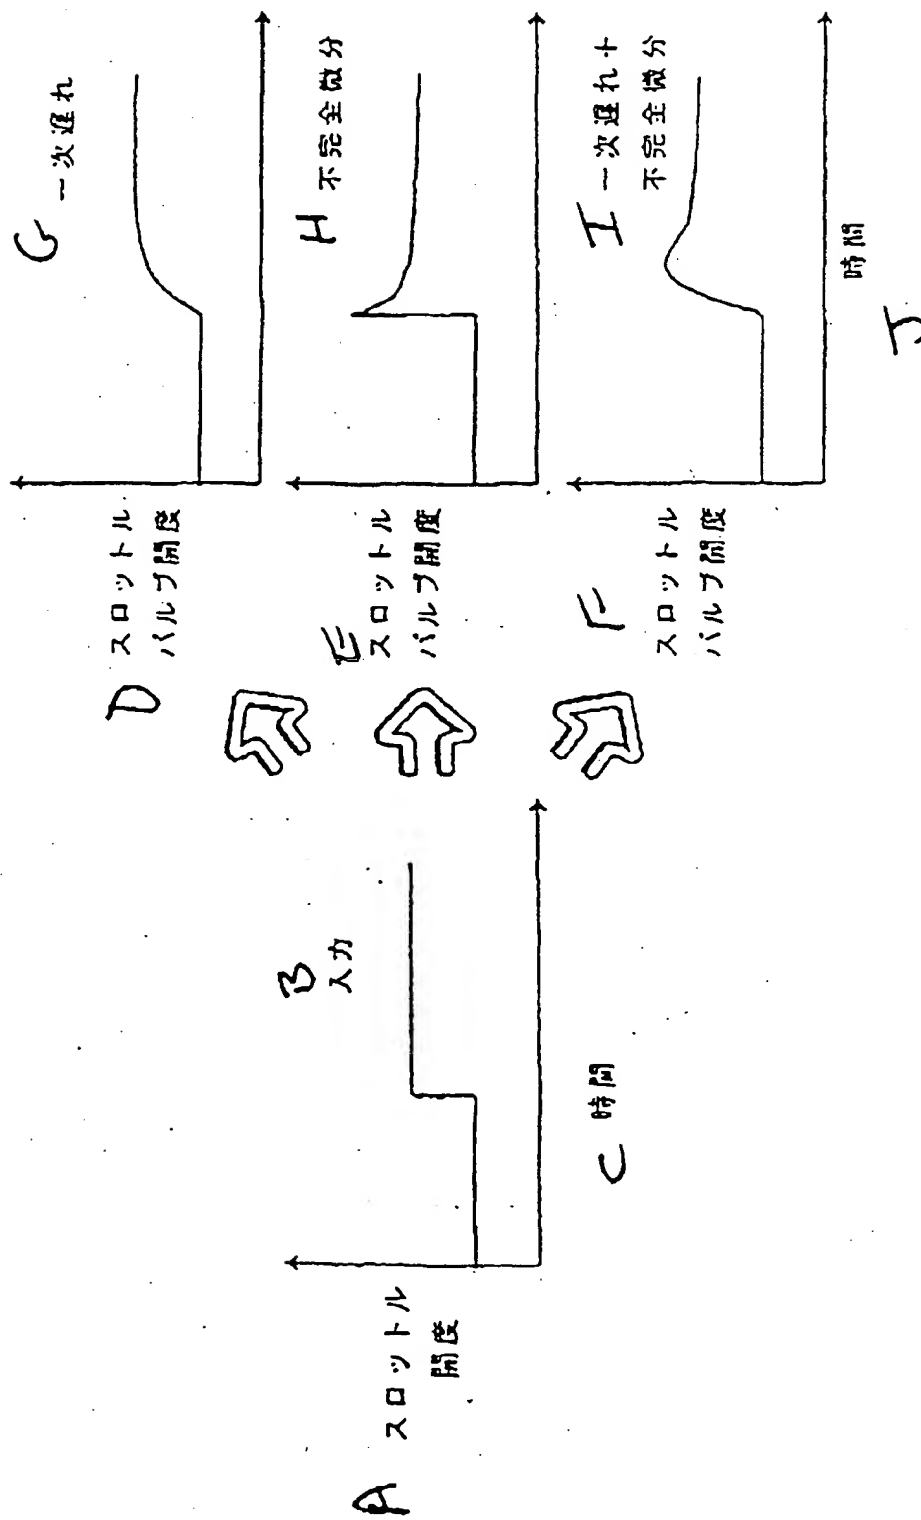 G
一次遅れ
D
スロットル
バルブ開度
H
不完全微分
E
スロットル
バルブ開度
B
入力
A
スロットル
開度
C
時間
I
一次遅れ+
不完全微分
F
スロットル
バルブ開度
時間
J